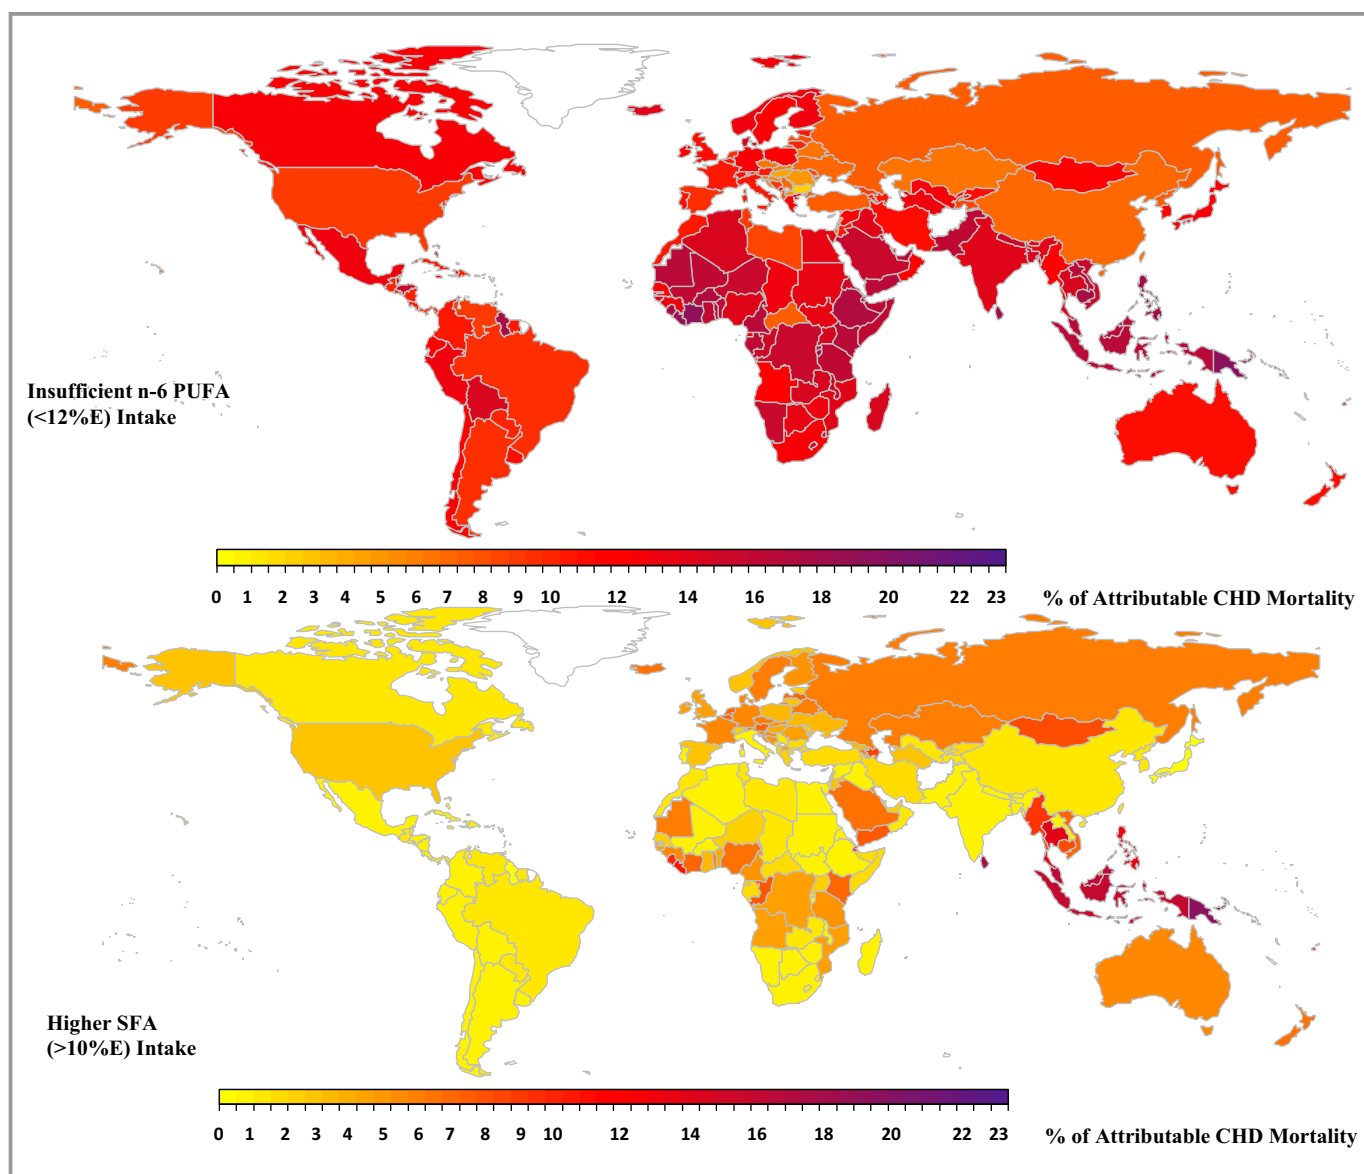 Insufficient n-6 PUFA
(<12%E) Intake
0 1 2 3 4 5 6 7 8 9 10 12 14 16 18 20 22 23
% of Attributable CHD Mortality
Higher SFA
(>10%E) Intake
0 1 2 3 4 5 6 7 8 9 10 12 14 16 18 20 22 23
% of Attributable CHD Mortality